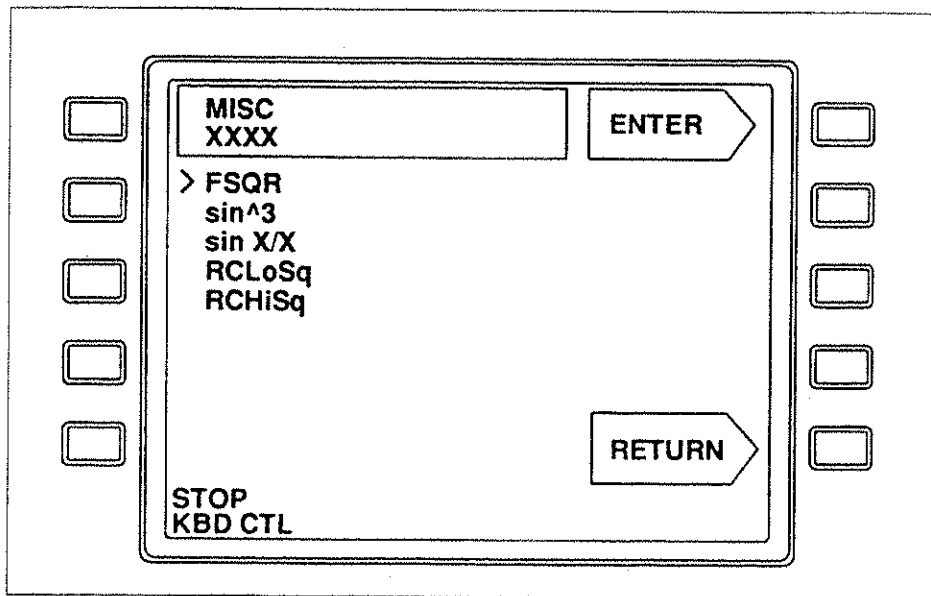 MISC
XXXX
ENTER
> FSQR
sin^3
sin X/X
RCLoSq
RCHiSq
RETURN
STOP
KBD CTL